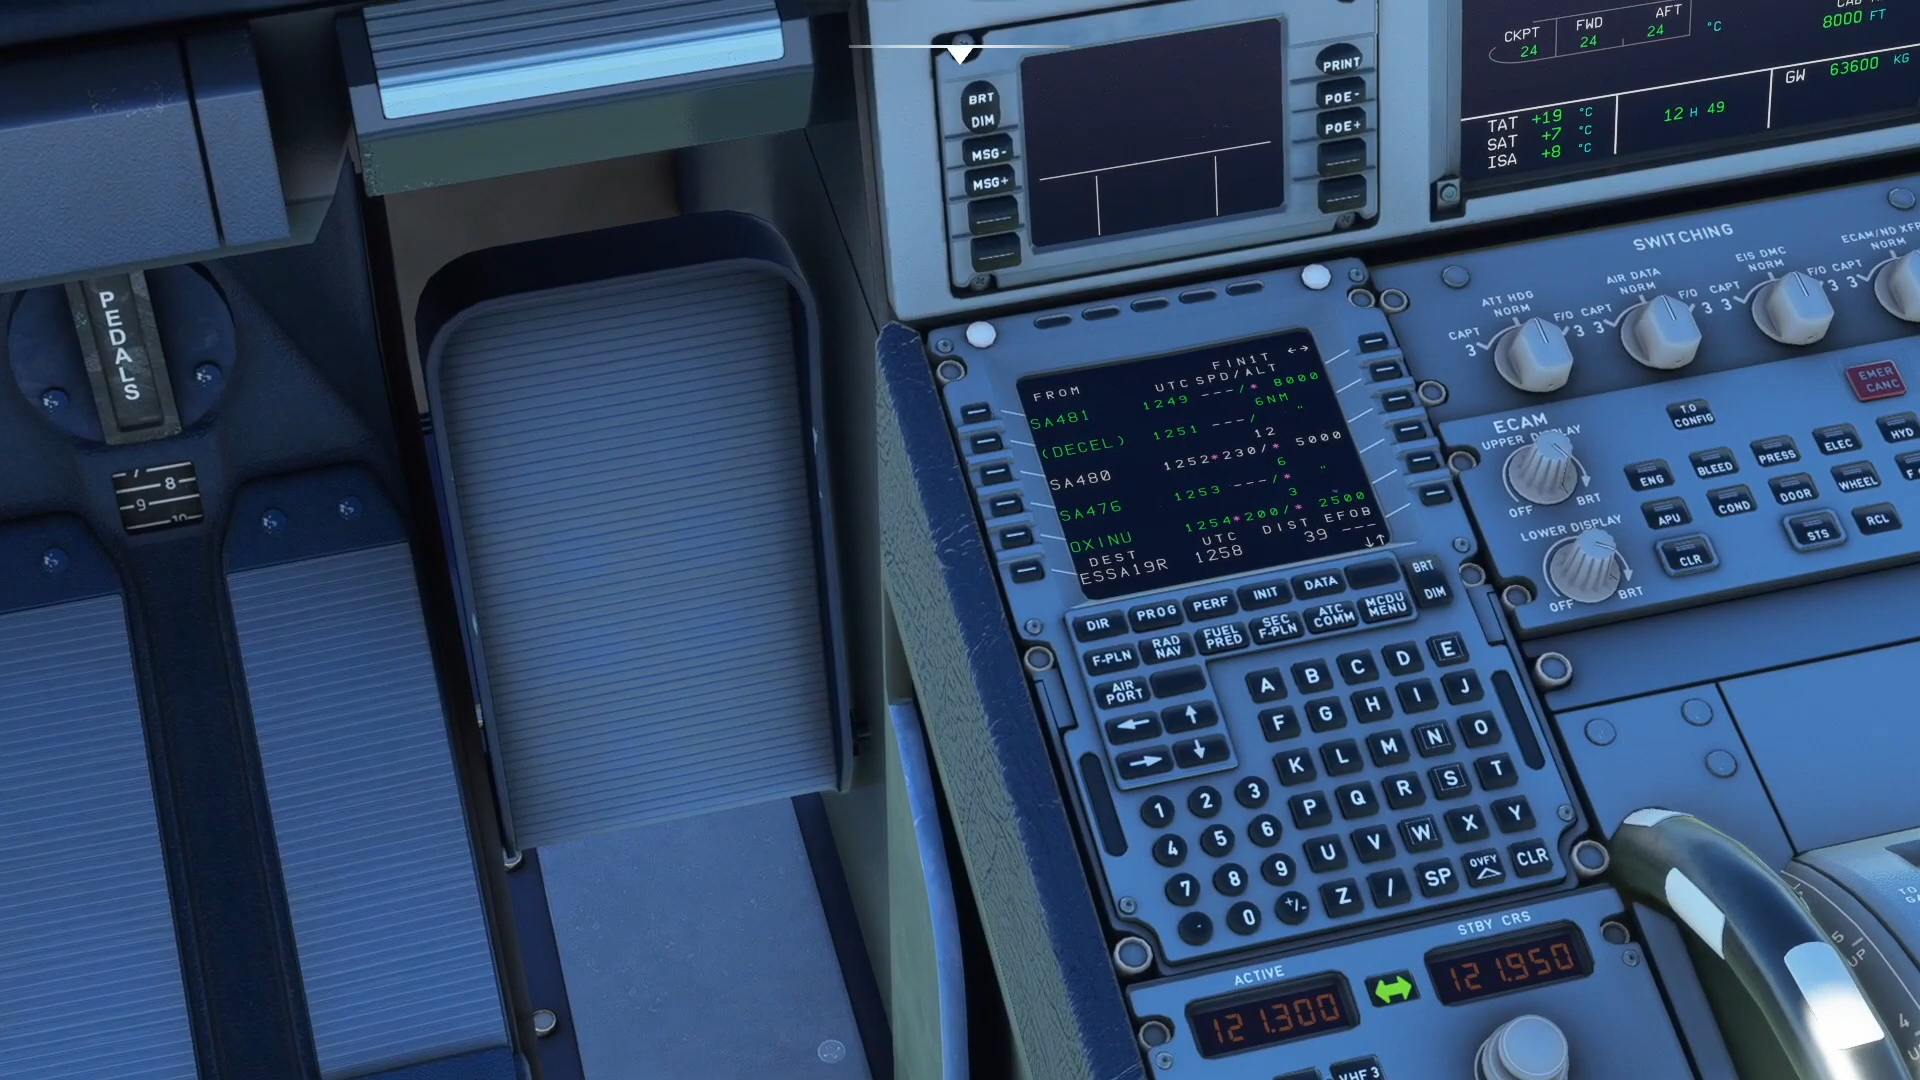 PEDALS
7
8
9
10
BRT
DIM
MSG-
MSG+
PRINT
POE-
POE+
CKPT FWD AFT
24 24 24 °C
8000 FT
TAT +19 °C
SAT +7 °C
ISA +8 °C
12 H 49
GW 63600 KG
SWITCHING
ATT HDG
NORM
CAPT
3
F/O
3
AIR DATA
NORM
CAPT
3
F/O
3
EIS DMC
NORM
CAPT
3
F/O
3
ECAM/ND XFR
NORM
CAPT
3
FIN1T ←→
FROM UTC SPD/ALT
SA481 1249 ---/* 8000
6NM
(DECEL) 1251 ---/ "
12
SA480 1252*230/* 5000
6
SA476 1253 ---/* "
3
OXINU 1254*200/* 2500
DEST UTC DIST EFOB
ESSA19R 1258 39 ---
↓↑
EMER
CANC
ECAM
UPPER DISPLAY
OFF BRT
LOWER DISPLAY
OFF BRT
T.O
CONFIG
ENG BLEED PRESS ELEC HYD
APU COND DOOR WHEEL
CLR STS RCL
DIR PROG PERF INIT DATA
BRT
DIM
F-PLN
RAD
NAV
FUEL
PRED
SEC
F-PLN
ATC
COMM
MCDU
MENU
AIR
PORT
← ↑
→ ↓
A B C D E
F G H I J
K L M N O
P Q R S T
U V W X Y
Z / SP OVFY CLR
1 2 3
4 5 6
7 8 9
. 0 +/-
ACTIVE
121.300
STBY CRS
121.950
VHF3
5
UP
4